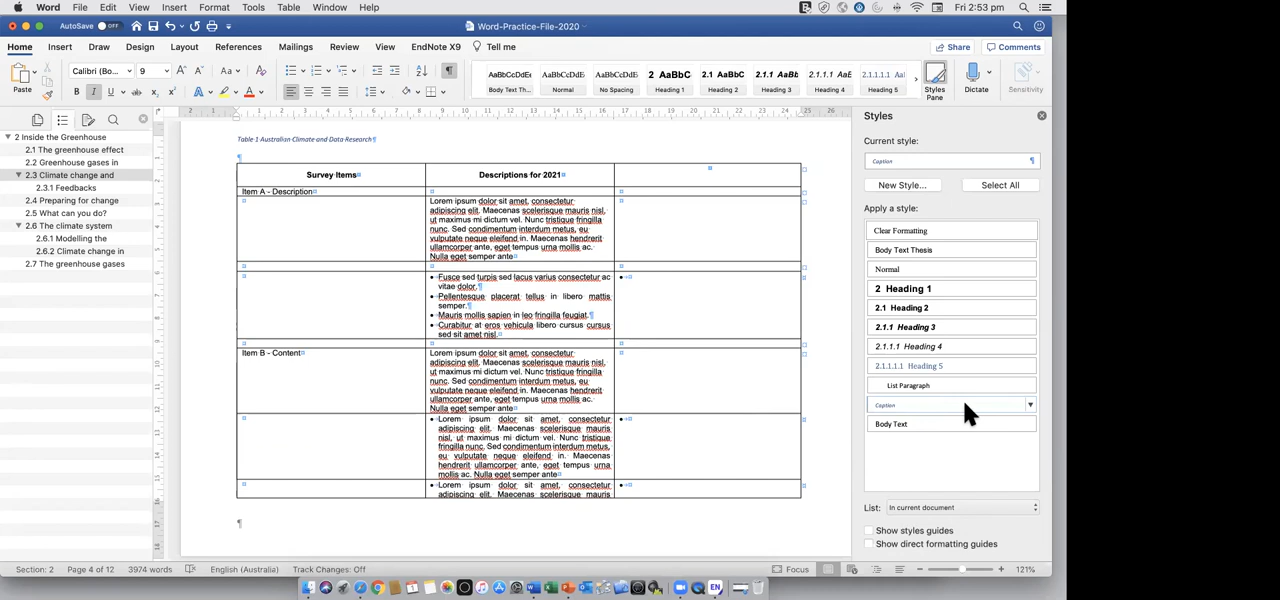 Word File Edit View Insert Format Tools Table Window Help
Fri 2:53 pm
AutoSave OFF
Word-Practice-File-2020
Home Insert Draw Design Layout References Mailings Review View EndNote X9 Tell me
Share Comments
Paste
Calibri (Bo... 9
AaBbCcDdEe AaBbCcDdEe AaBbCcDdEe 2 AaBbC 2.1 AaBbC 2.1.1 AaBb 2.1.1.1 AaE 2.1.1.1.1 Aal
Body Text Th... Normal No Spacing Heading 1 Heading 2 Heading 3 Heading 4 Heading 5
Styles Pane
Dictate
Sensitivity
2 Inside the Greenhouse
2.1 The greenhouse effect
2.2 Greenhouse gases in
2.3 Climate change and
2.3.1 Feedbacks
2.4 Preparing for change
2.5 What can you do?
2.6 The climate system
2.6.1 Modelling the
2.6.2 Climate change in
2.7 The greenhouse gases
Table 1 Australian Climate and Data Research¶
¶
Survey Items¤ Descriptions for 2021¤
Item A - Description¤
Lorem ipsum dolor sit amet, consectetur
adipiscing elit. Maecenas scelerisque mauris nisl,
ut maximus mi dictum vel. Nunc tristique fringilla
nunc. Sed condimentum interdum metus, eu
vulputate neque eleifend in. Maecenas hendrerit
ullamcorper ante, eget tempus urna mollis ac.
Nulla eget semper ante¤
Fusce sed turpis sed lacus varius consectetur ac
vitae dolor.¶
Pellentesque placerat tellus in libero mattis
semper.¶
Mauris mollis sapien in leo fringilla feugiat.¶
Curabitur at eros vehicula libero cursus cursus
sed sit amet nisl.¤
Item B - Content¤
Lorem ipsum dolor sit amet, consectetur
adipiscing elit. Maecenas scelerisque mauris nisl,
ut maximus mi dictum vel. Nunc tristique fringilla
nunc. Sed condimentum interdum metus, eu
vulputate neque eleifend in. Maecenas hendrerit
ullamcorper ante, eget tempus urna mollis ac.
Nulla eget semper ante¤
Lorem ipsum dolor sit amet, consectetur
adipiscing elit. Maecenas scelerisque mauris
nisl, ut maximus mi dictum vel. Nunc tristique
fringilla nunc. Sed condimentum interdum metus,
eu vulputate neque eleifend in. Maecenas
hendrerit ullamcorper ante, eget tempus urna
mollis ac. Nulla eget semper ante¤
Lorem ipsum dolor sit amet, consectetur
adipiscing elit. Maecenas scelerisque mauris
¶
Styles
Current style:
Caption ¶
New Style... Select All
Apply a style:
Clear Formatting
Body Text Thesis
Normal
2 Heading 1
2.1 Heading 2
2.1.1 Heading 3
2.1.1.1 Heading 4
2.1.1.1.1 Heading 5
List Paragraph
Caption
Body Text
List: In current document
Show styles guides
Show direct formatting guides
Section: 2 Page 4 of 12 3974 words English (Australia) Track Changes: Off
Focus
121%